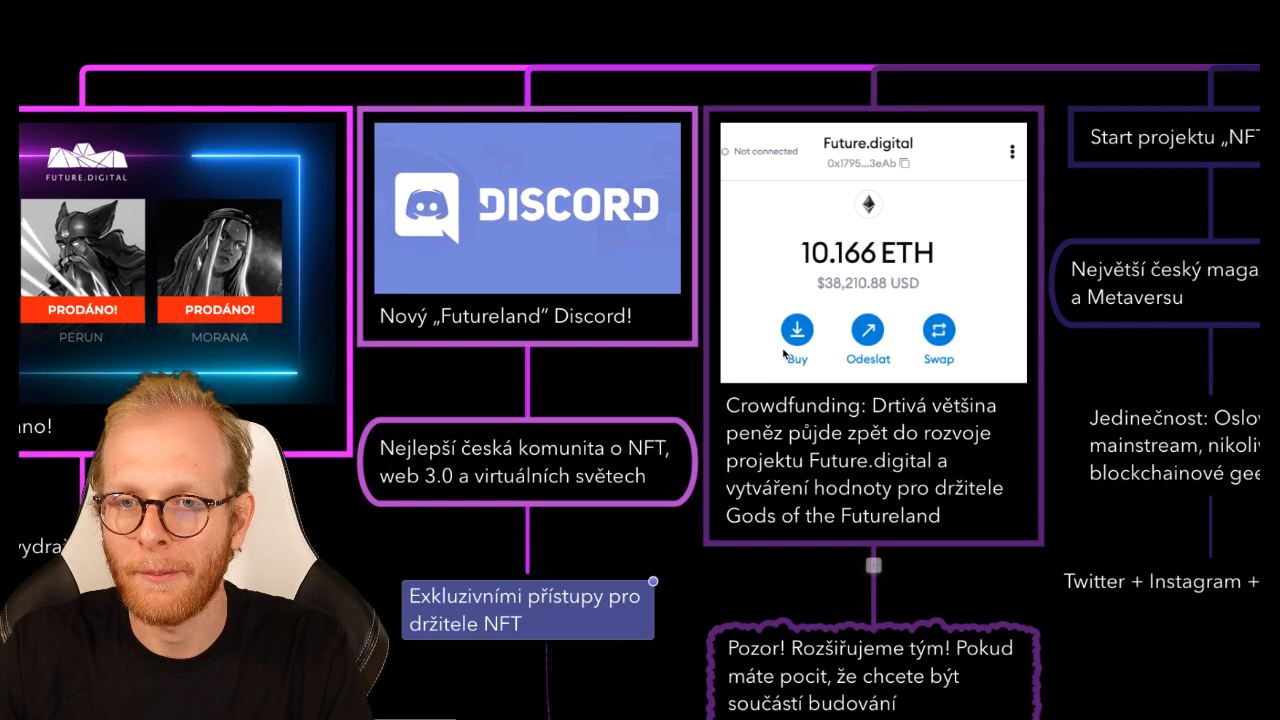 FUTURE.DIGITAL
PRODÁNO!
PRODÁNO!
PERUN
MORANA
DISCORD
Nový „Futureland” Discord!
Nejlepší česká komunita o NFT,
web 3.0 a virtuálních světech
Exkluzivními přístupy pro
držitele NFT
Not connected
Future.digital
0x1795...3eAb
10.166 ETH
$38,210.88 USD
Buy
Odeslat
Swap
Crowdfunding: Drtivá většina
peněz půjde zpět do rozvoje
projektu Future.digital a
vytváření hodnoty pro držitele
Gods of the Futureland
Pozor! Rozšiřujeme tým! Pokud
máte pocit, že chcete být
součástí budování
Start projektu „NF
Největší český maga
a Metaversu
Jedinečnost: Oslo
mainstream, nikoli
blockchainové gee
Twitter + Instagram +